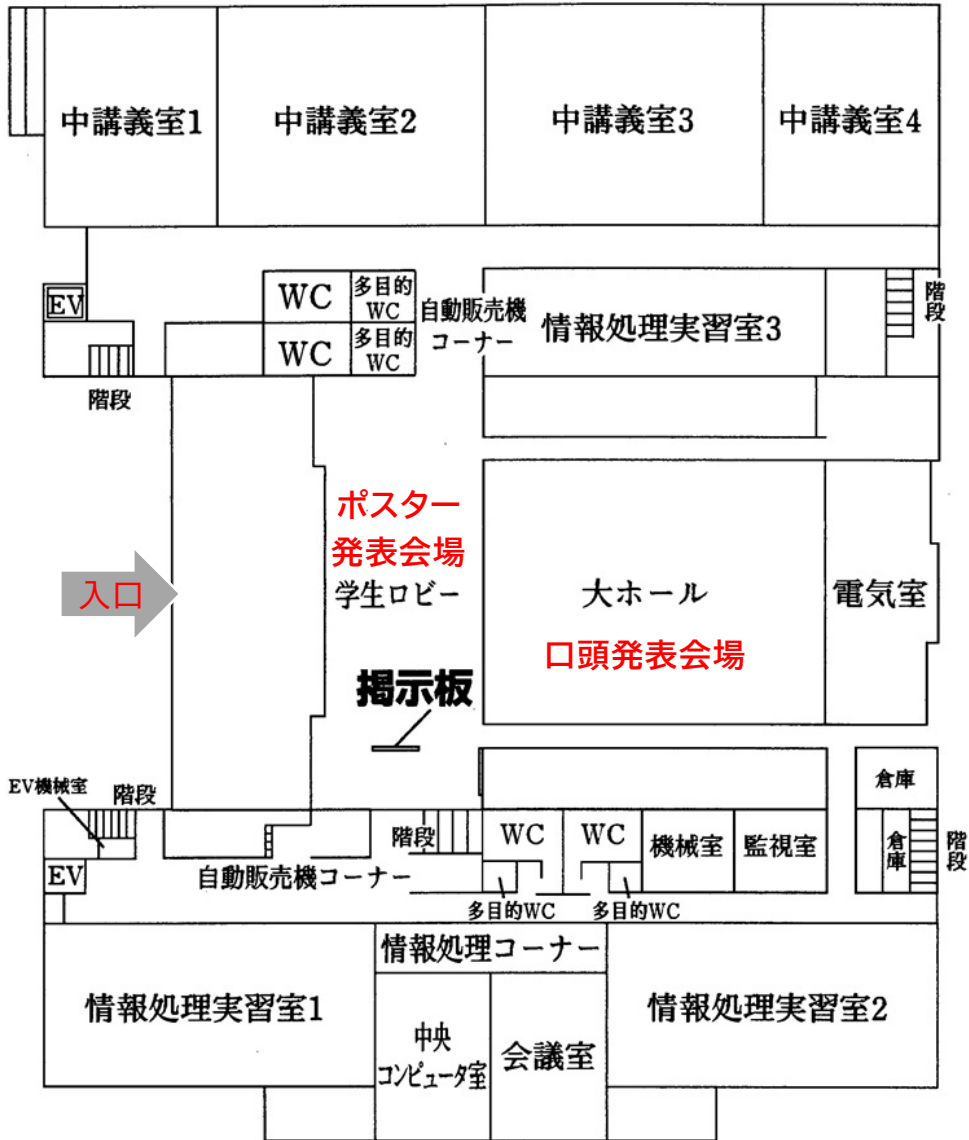 中講義室1
中講義室2
中講義室3
中講義室4
EV
WC
多目的
WC
WC
多目的
WC
自動販売機
コーナー
情報処理実習室3
階段
階段
ポスター
発表会場
学生ロビー
入口
大ホール
口頭発表会場
電気室
掲示板
EV機械室
階段
階段
WC
WC
機械室
監視室
倉庫
倉庫
階段
EV
自動販売機コーナー
多目的WC
多目的WC
情報処理コーナー
情報処理実習室1
中央
コンピュータ室
会議室
情報処理実習室2